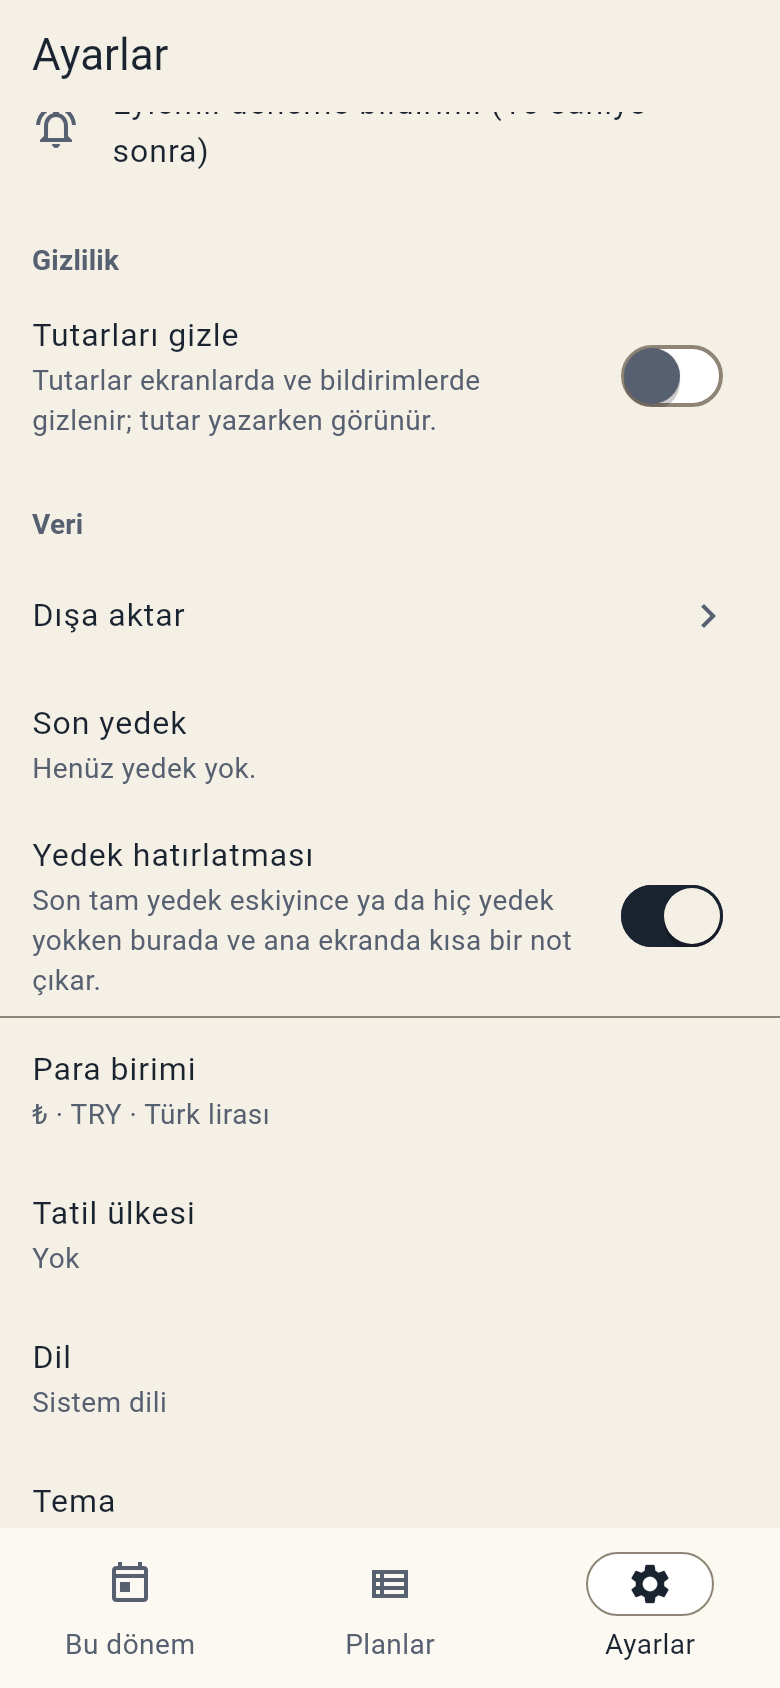 Ayarlar
sonra)
Gizlilik
Tutarları gizle
Tutarlar ekranlarda ve bildirimlerde
gizlenir; tutar yazarken görünür.
Veri
Dışa aktar
Son yedek
Henüz yedek yok.
Yedek hatırlatması
Son tam yedek eskiyince ya da hiç yedek
yokken burada ve ana ekranda kısa bir not
çıkar.
Para birimi
₺ · TRY · Türk lirası
Tatil ülkesi
Yok
Dil
Sistem dili
Tema
Bu dönem
Planlar
Ayarlar